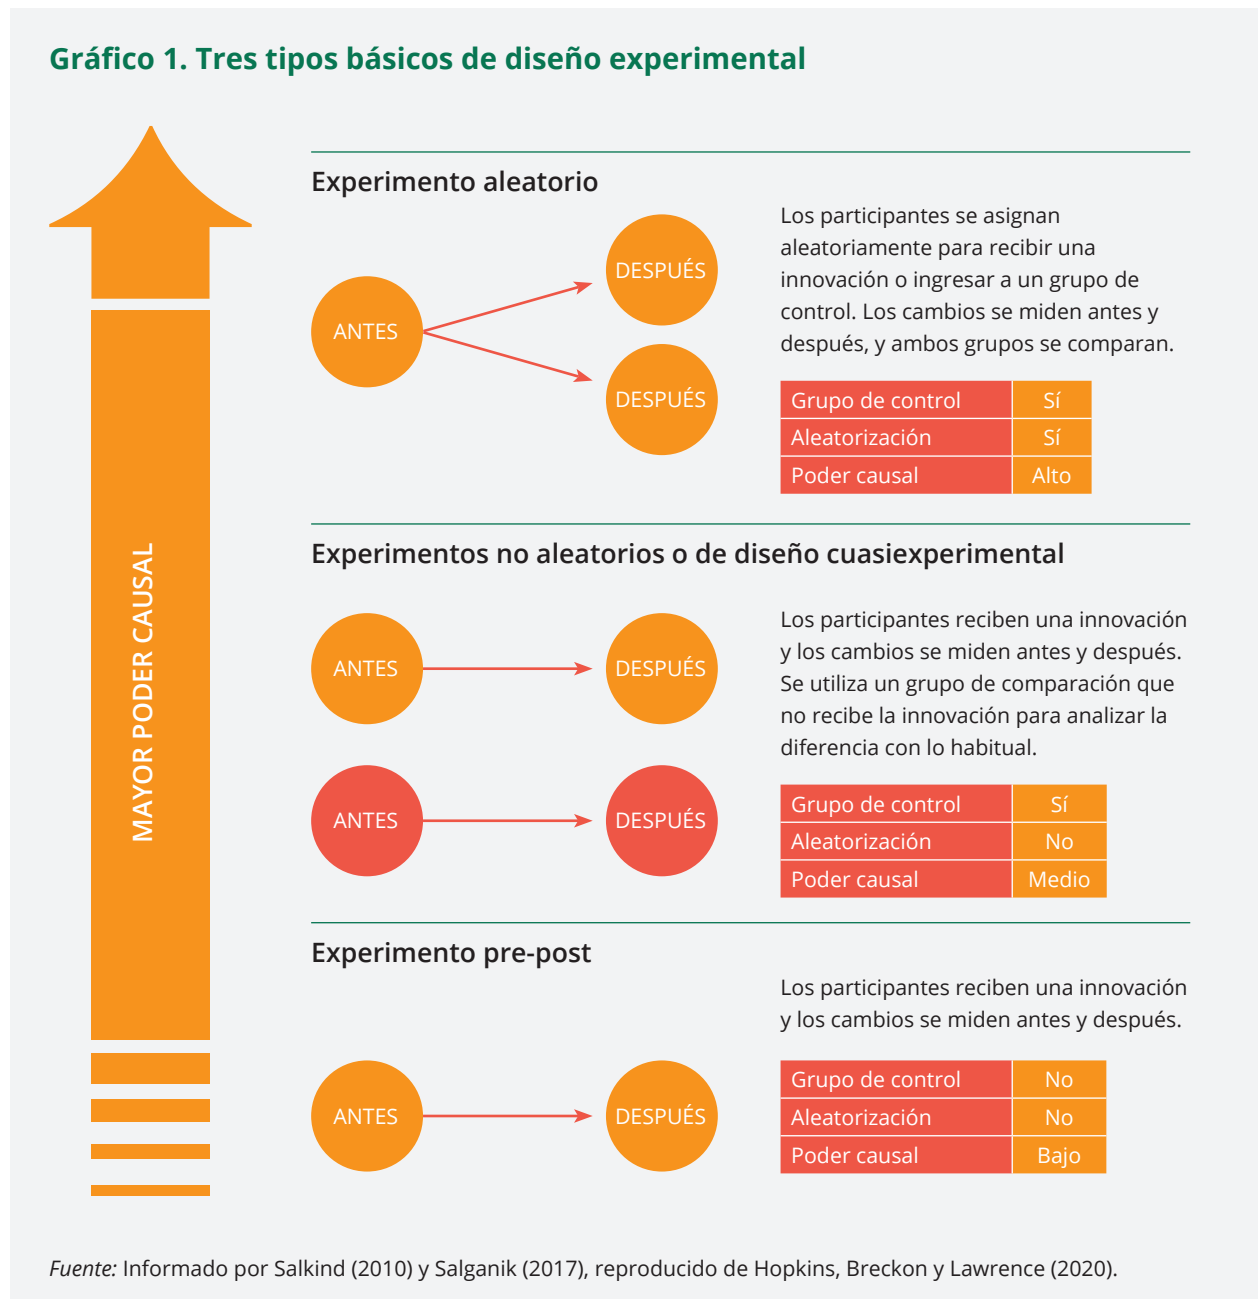 Gráfico 1. Tres tipos básicos de diseño experimental
MAYOR PODER CAUSAL
Experimento aleatorio
ANTES
DESPUÉS
DESPUÉS
Los participantes se asignan
aleatoriamente para recibir una
innovación o ingresar a un grupo de
control. Los cambios se miden antes y
después, y ambos grupos se comparan.
Grupo de control Sí
Aleatorización Sí
Poder causal Alto
Experimentos no aleatorios o de diseño cuasiexperimental
ANTES DESPUÉS
ANTES DESPUÉS
Los participantes reciben una innovación
y los cambios se miden antes y después.
Se utiliza un grupo de comparación que
no recibe la innovación para analizar la
diferencia con lo habitual.
Grupo de control Sí
Aleatorización No
Poder causal Medio
Experimento pre-post
ANTES DESPUÉS
Los participantes reciben una innovación
y los cambios se miden antes y después.
Grupo de control No
Aleatorización No
Poder causal Bajo
Fuente: Informado por Salkind (2010) y Salganik (2017), reproducido de Hopkins, Breckon y Lawrence (2020).